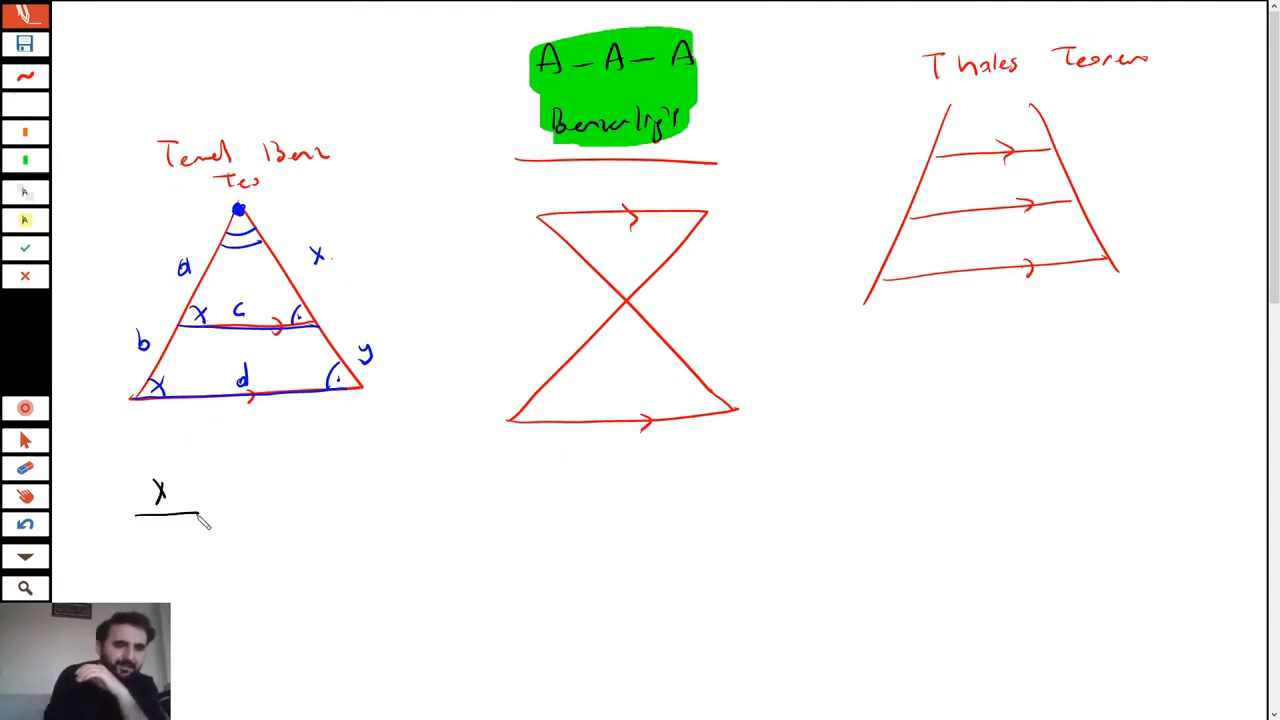 A - A - A
Benzerliği
Thales Teorem
Temel Benz
Teo
a
x
x
c
b
y
x
d
x